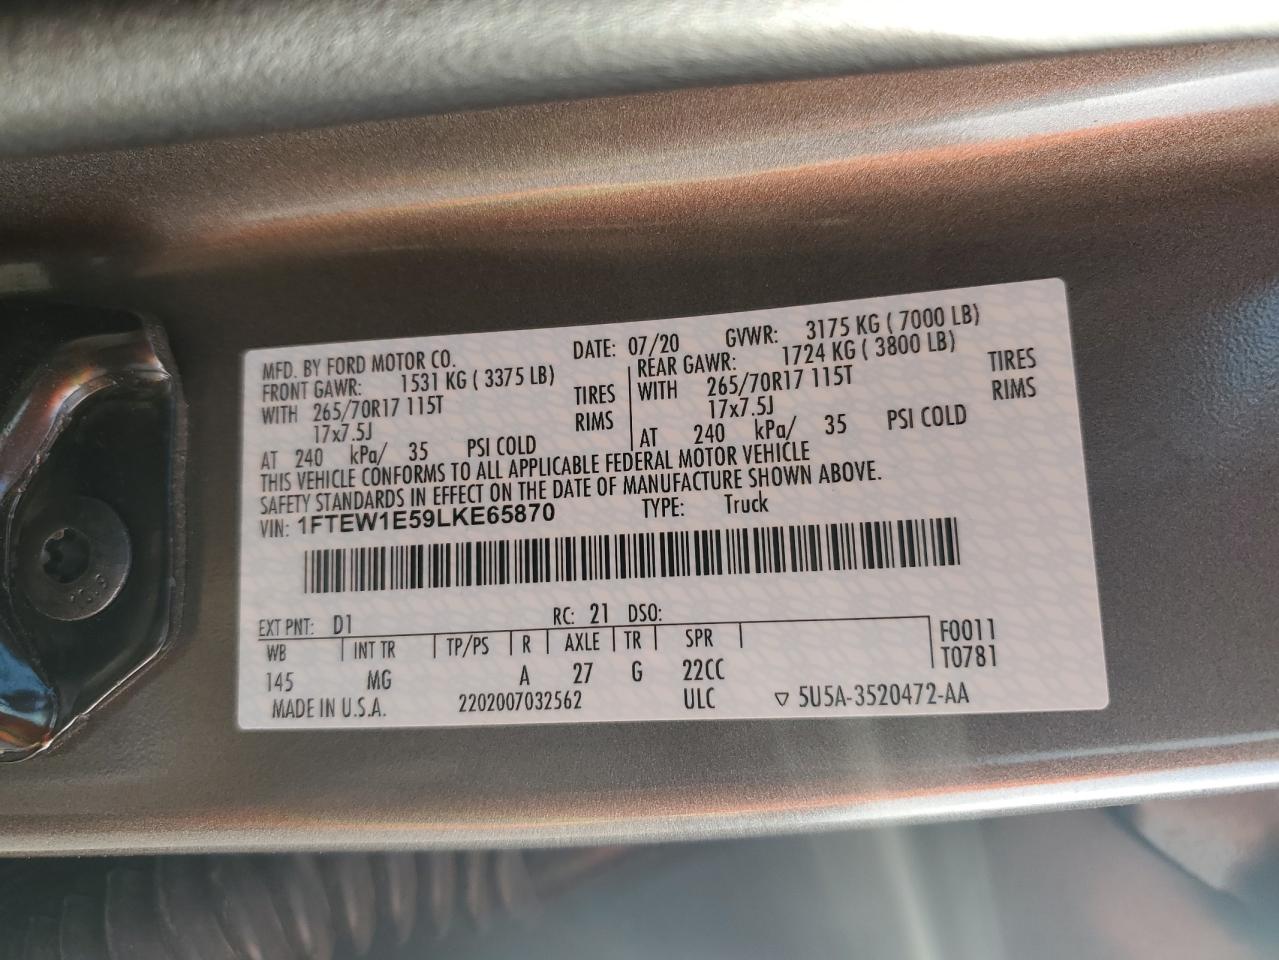 MFD. BY FORD MOTOR CO. DATE: 07/20 GVWR: 3175 KG ( 7000 LB)
FRONT GAWR: 1531 KG ( 3375 LB) REAR GAWR: 1724 KG ( 3800 LB)
WITH 265/70R17 115T TIRES WITH 265/70R17 115T TIRES
17x7.5J RIMS 17x7.5J RIMS
AT 240 kPa/ 35 PSI COLD AT 240 kPa/ 35 PSI COLD
THIS VEHICLE CONFORMS TO ALL APPLICABLE FEDERAL MOTOR VEHICLE
SAFETY STANDARDS IN EFFECT ON THE DATE OF MANUFACTURE SHOWN ABOVE.
VIN: 1FTEW1E59LKE65870 TYPE: Truck
EXT PNT: D1 RC: 21 DSO:
WB INT TR TP/PS R AXLE TR SPR F0011
145 MG A 27 G 22CC T0781
MADE IN U.S.A. 2202007032562 ULC ▽ 5U5A-3520472-AA